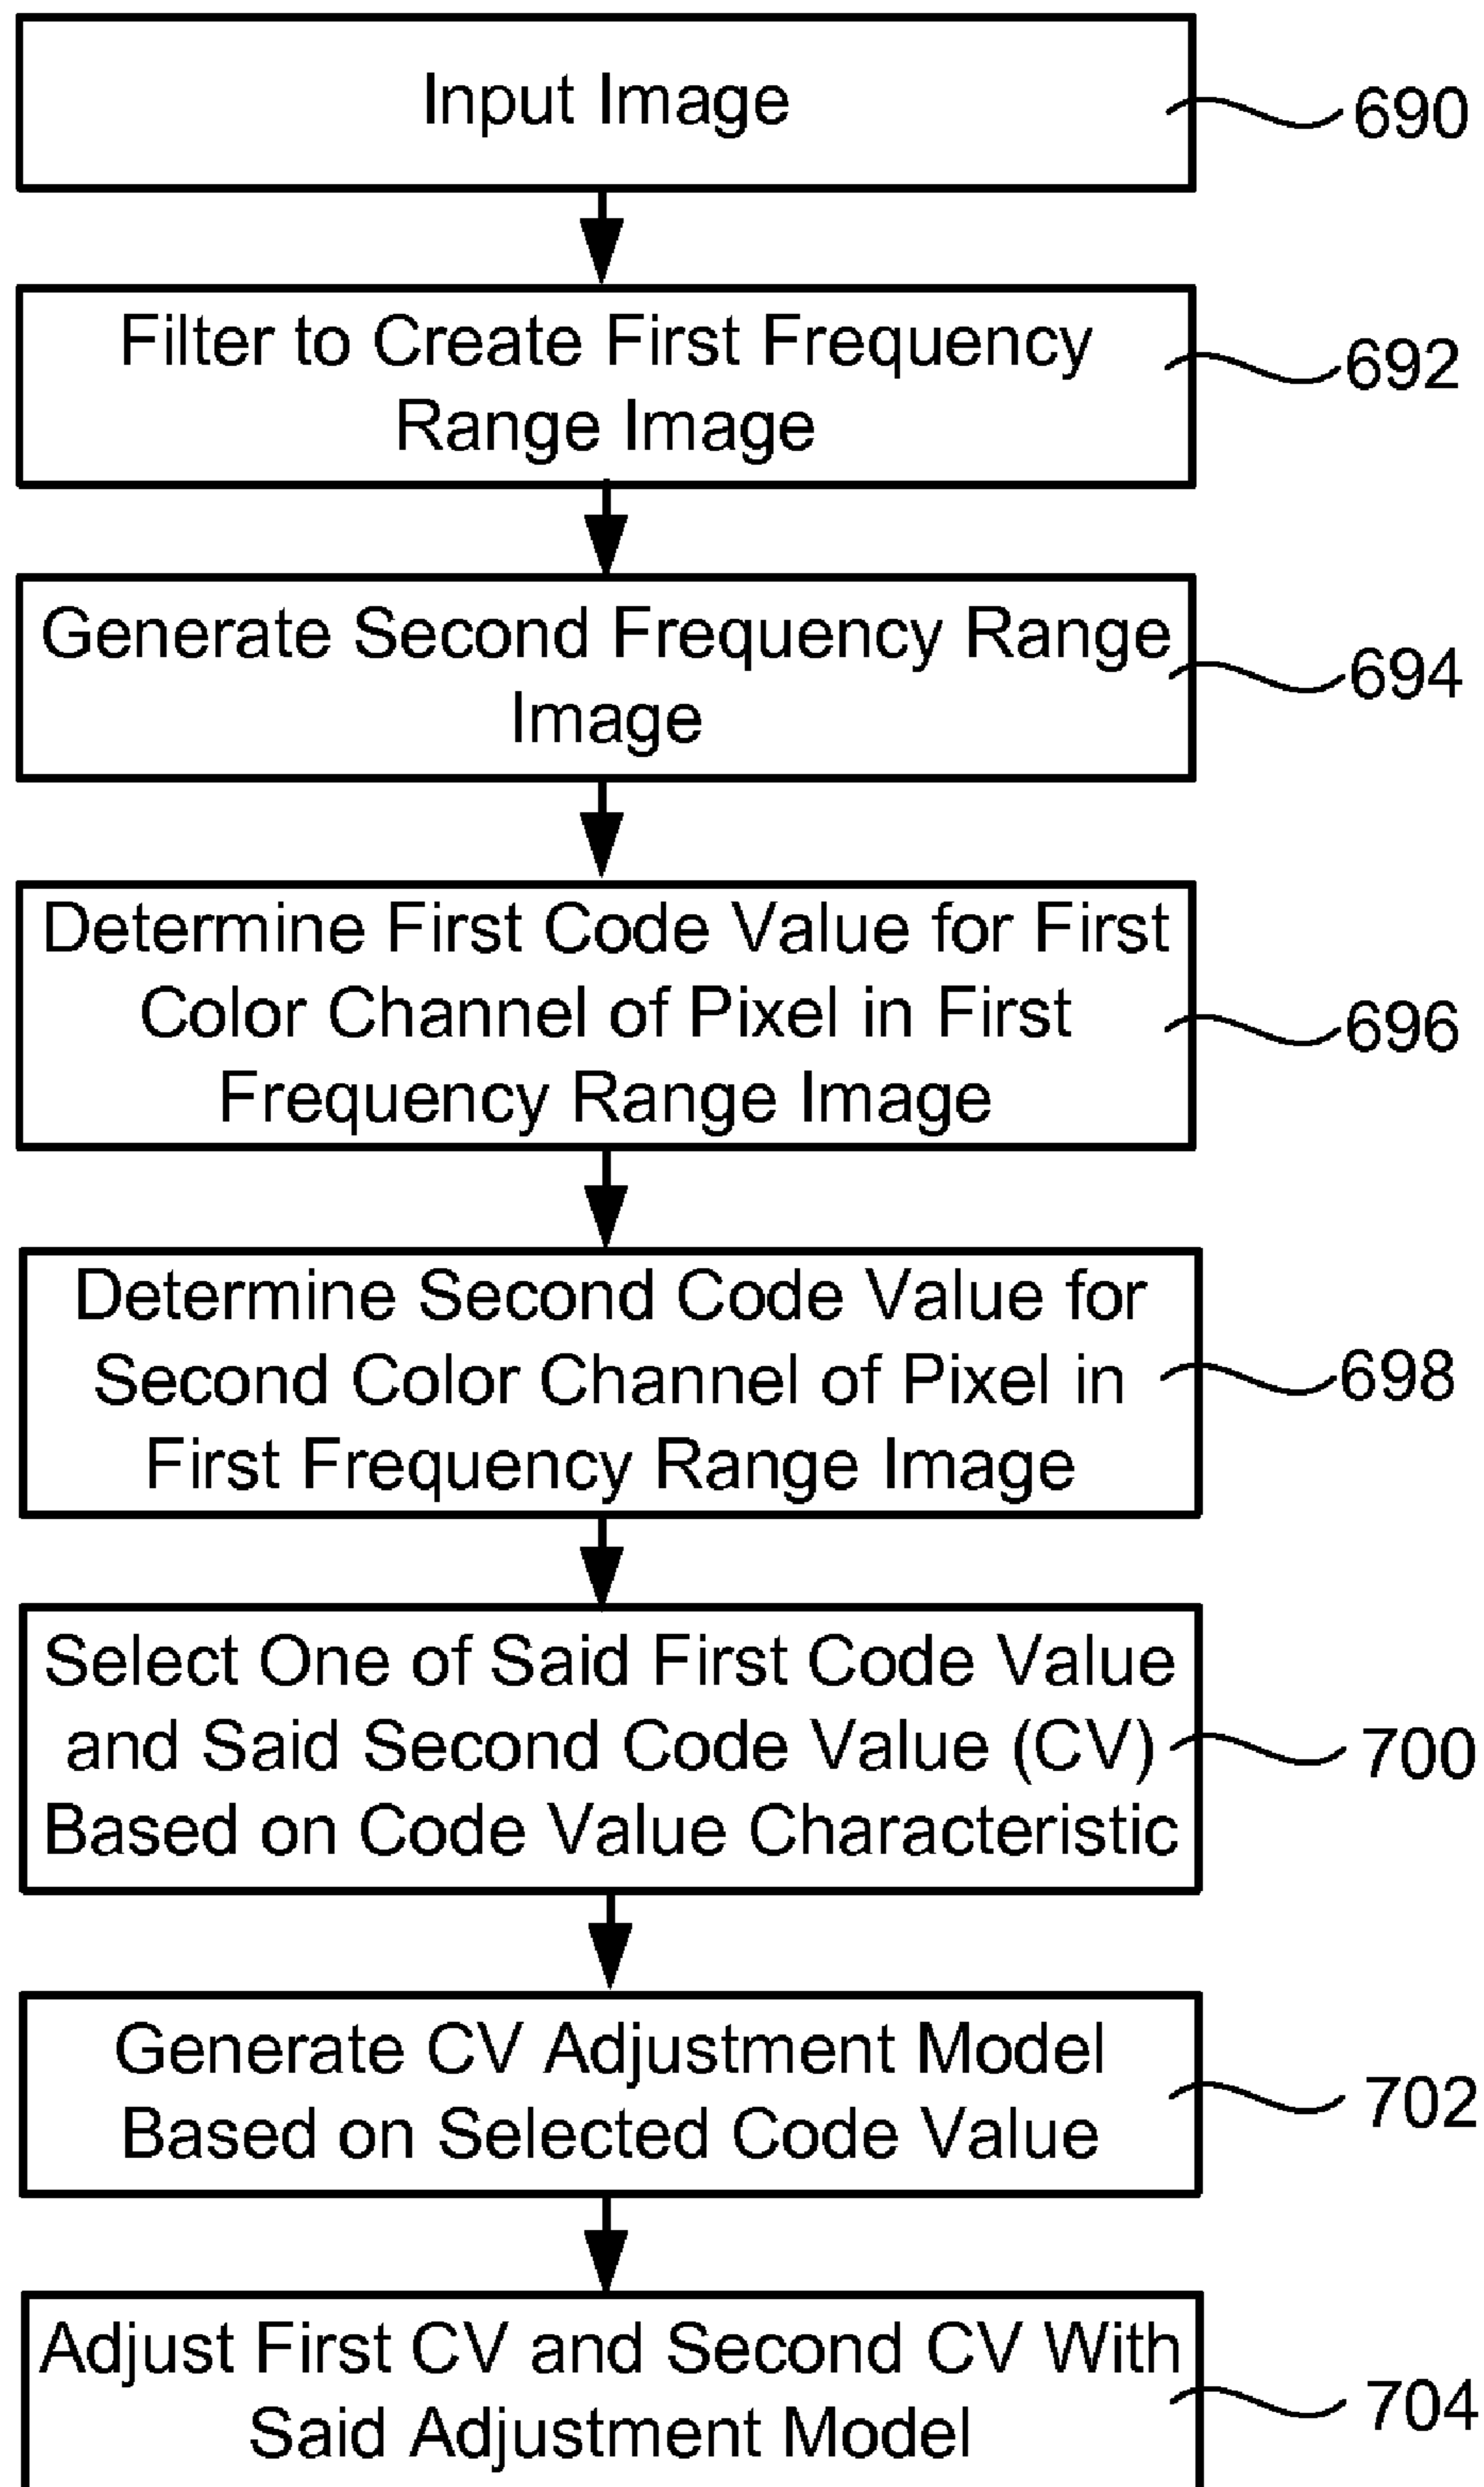 Input Image
690
Filter to Create First Frequency
Range Image
692
Generate Second Frequency Range
Image
694
Determine First Code Value for First
Color Channel of Pixel in First
Frequency Range Image
696
Determine Second Code Value for
Second Color Channel of Pixel in
First Frequency Range Image
698
Select One of Said First Code Value
and Said Second Code Value (CV)
Based on Code Value Characteristic
700
Generate CV Adjustment Model
Based on Selected Code Value
702
Adjust First CV and Second CV With
Said Adjustment Model
704